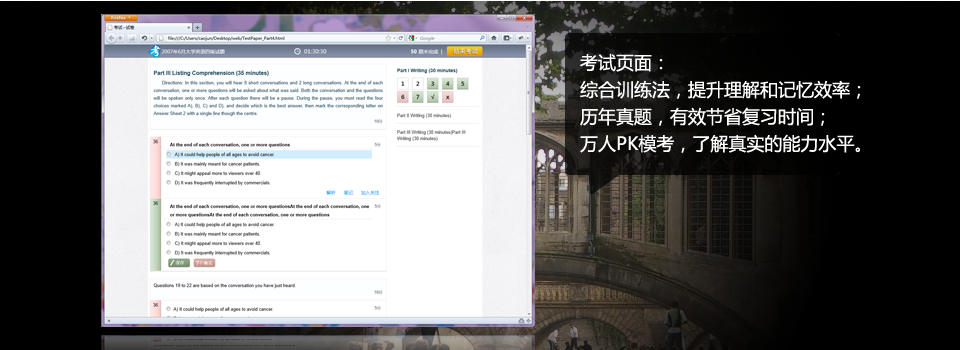 Firefox
考试--试卷
file:///C:/Users/caojun/Desktop/web/TestPaper_Part4.html
Google
2007年6月大学英语四级试题
01:30:30
50 题未完成
结束考试
Part III Listing Comprehension (35 minutes)
Directions: In this section, you will hear 8 short conversations and 2 long conversations. At the end of each
conversation, one or more questions will be asked about what was said. Both the conversation and the questions
will be spoken only once. After each question there will be a pause. During the pause, you must read the four
choices marked A), B), C) and D), and decide which is the best answer, then mark the corresponding letter on
Answer Sheet 2 with a single line though the centre.
36
At the end of each conversation, one or more questions
A) It could help people of all ages to avoid cancer.
B) It was mainly meant for cancer patients.
C) It might appeal more to viewers over 40.
D) It was frequently interrupted by commercials.
解析 笔记 加入关注
36
At the end of each conversation, one or more questionsAt the end of each conversation, one
or more questionsAt the end of each conversation, one or more questions
A) It could help people of all ages to avoid cancer.
B) It was mainly meant for cancer patients.
C) It might appeal more to viewers over 40.
D) It was frequently interrupted by commercials.
Questions 19 to 22 are based on the conversation you have just heard.
36
A) It could help people of all ages to avoid cancer.
B) It was mainly meant for cancer patients.
Part I Writing (30 minutes)
1 2 3 4 5
6 7 √ x
Part II Writing (30 minutes)
Part III Writing (30 minutes)Part III
Writing (30 minutes)
考试页面：
综合训练法，提升理解和记忆效率；
历年真题，有效节省复习时间；
万人PK模考，了解真实的能力水平。